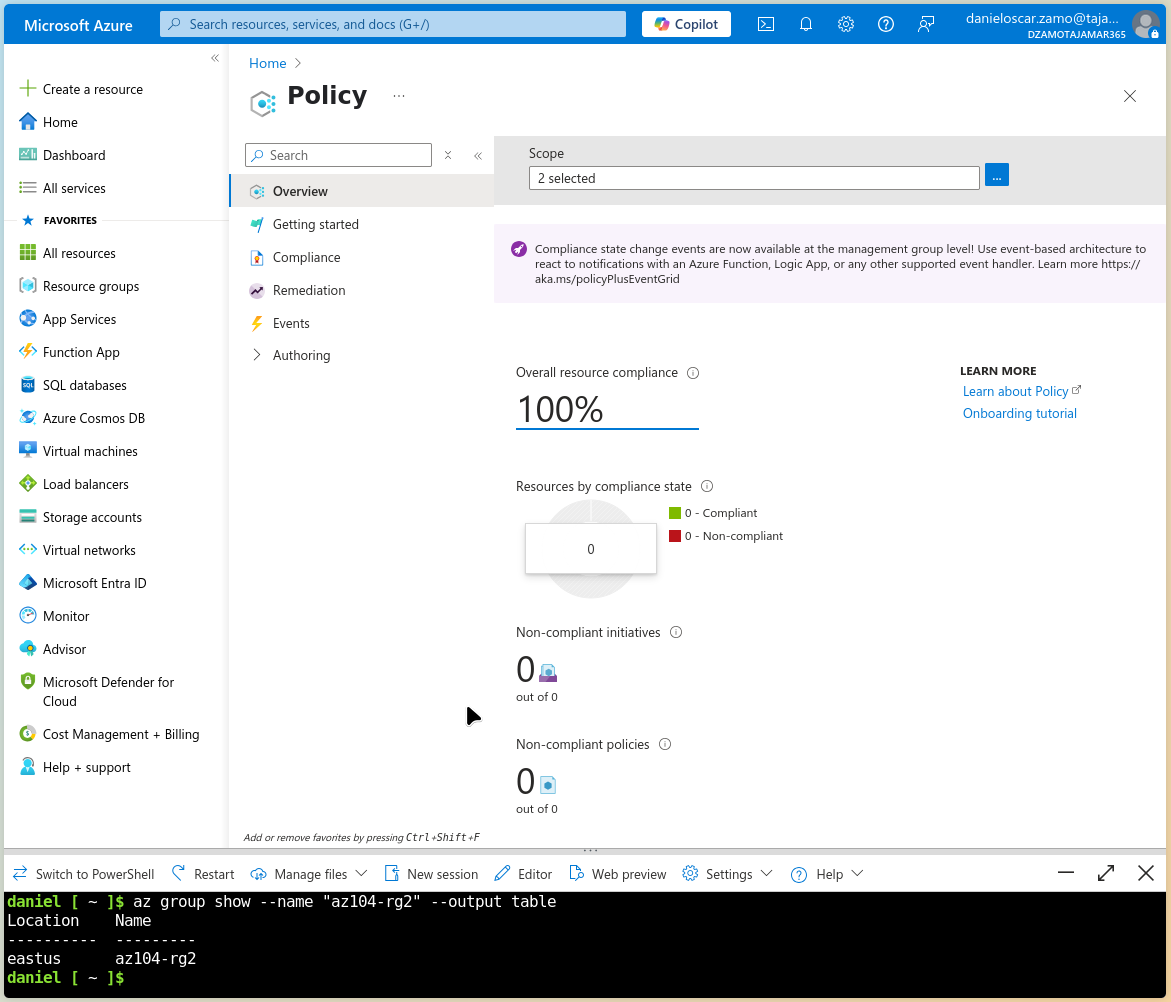 Microsoft Azure
Search resources, services, and docs (G+/)
Copilot
danieloscar.zamo@taja...
DZAMOTAJAMAR365
Create a resource
Home
Dashboard
All services
FAVORITES
All resources
Resource groups
App Services
Function App
SQL databases
Azure Cosmos DB
Virtual machines
Load balancers
Storage accounts
Virtual networks
Microsoft Entra ID
Monitor
Advisor
Microsoft Defender for
Cloud
Cost Management + Billing
Help + support
Home
Policy
Search
Overview
Getting started
Compliance
Remediation
Events
Authoring
Add or remove favorites by pressing Ctrl+Shift+F
Scope
2 selected
...
Compliance state change events are now available at the management group level! Use event-based architecture to
react to notifications with an Azure Function, Logic App, or any other supported event handler. Learn more https://
aka.ms/policyPlusEventGrid
Overall resource compliance
100%
LEARN MORE
Learn about Policy
Onboarding tutorial
Resources by compliance state
0
0 - Compliant
0 - Non-compliant
Non-compliant initiatives
0
out of 0
Non-compliant policies
0
out of 0
Switch to PowerShell
Restart
Manage files
New session
Editor
Web preview
Settings
Help
daniel [ ~ ]$ az group show --name "az104-rg2" --output table
Location    Name
----------  ---------
eastus      az104-rg2
daniel [ ~ ]$